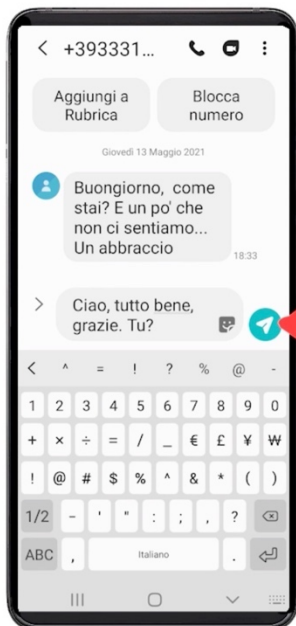 +393331...
Aggiungi a
Rubrica
Blocca
numero
Giovedì 13 Maggio 2021
Buongiorno, come
stai? E un po' che
non ci sentiamo...
Un abbraccio
18:33
Ciao, tutto bene,
grazie. Tu?
^ = ! ? % @ -
1 2 3 4 5 6 7 8 9 0
+ × ÷ = / _ € £ ¥ ₩
! @ # $ % ^ & * ( )
1/2 - ' " : ; , ?
ABC , Italiano .